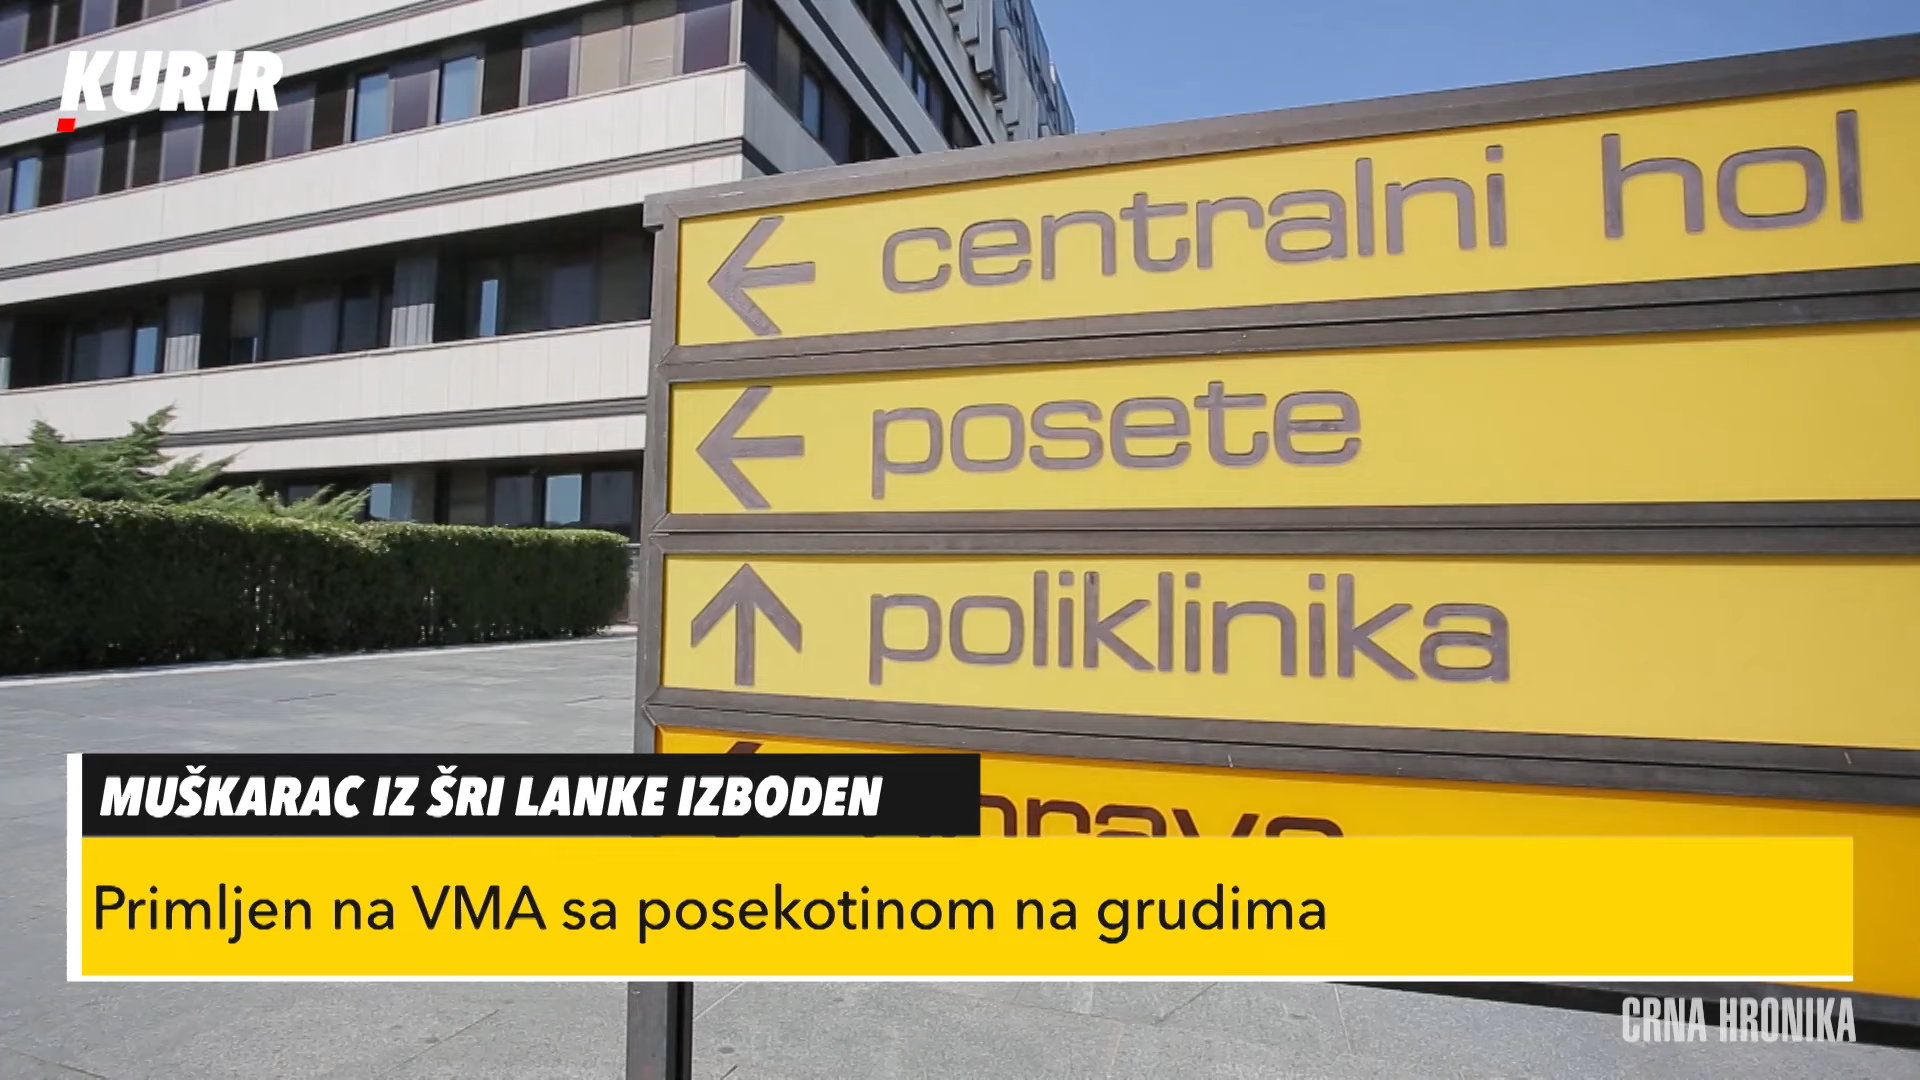 KURIR
centralni hol
posete
poliklinika
MUŠKARAC IZ ŠRI LANKE IZBODEN
Primljen na VMA sa posekotinom na grudima
CRNA HRONIKA